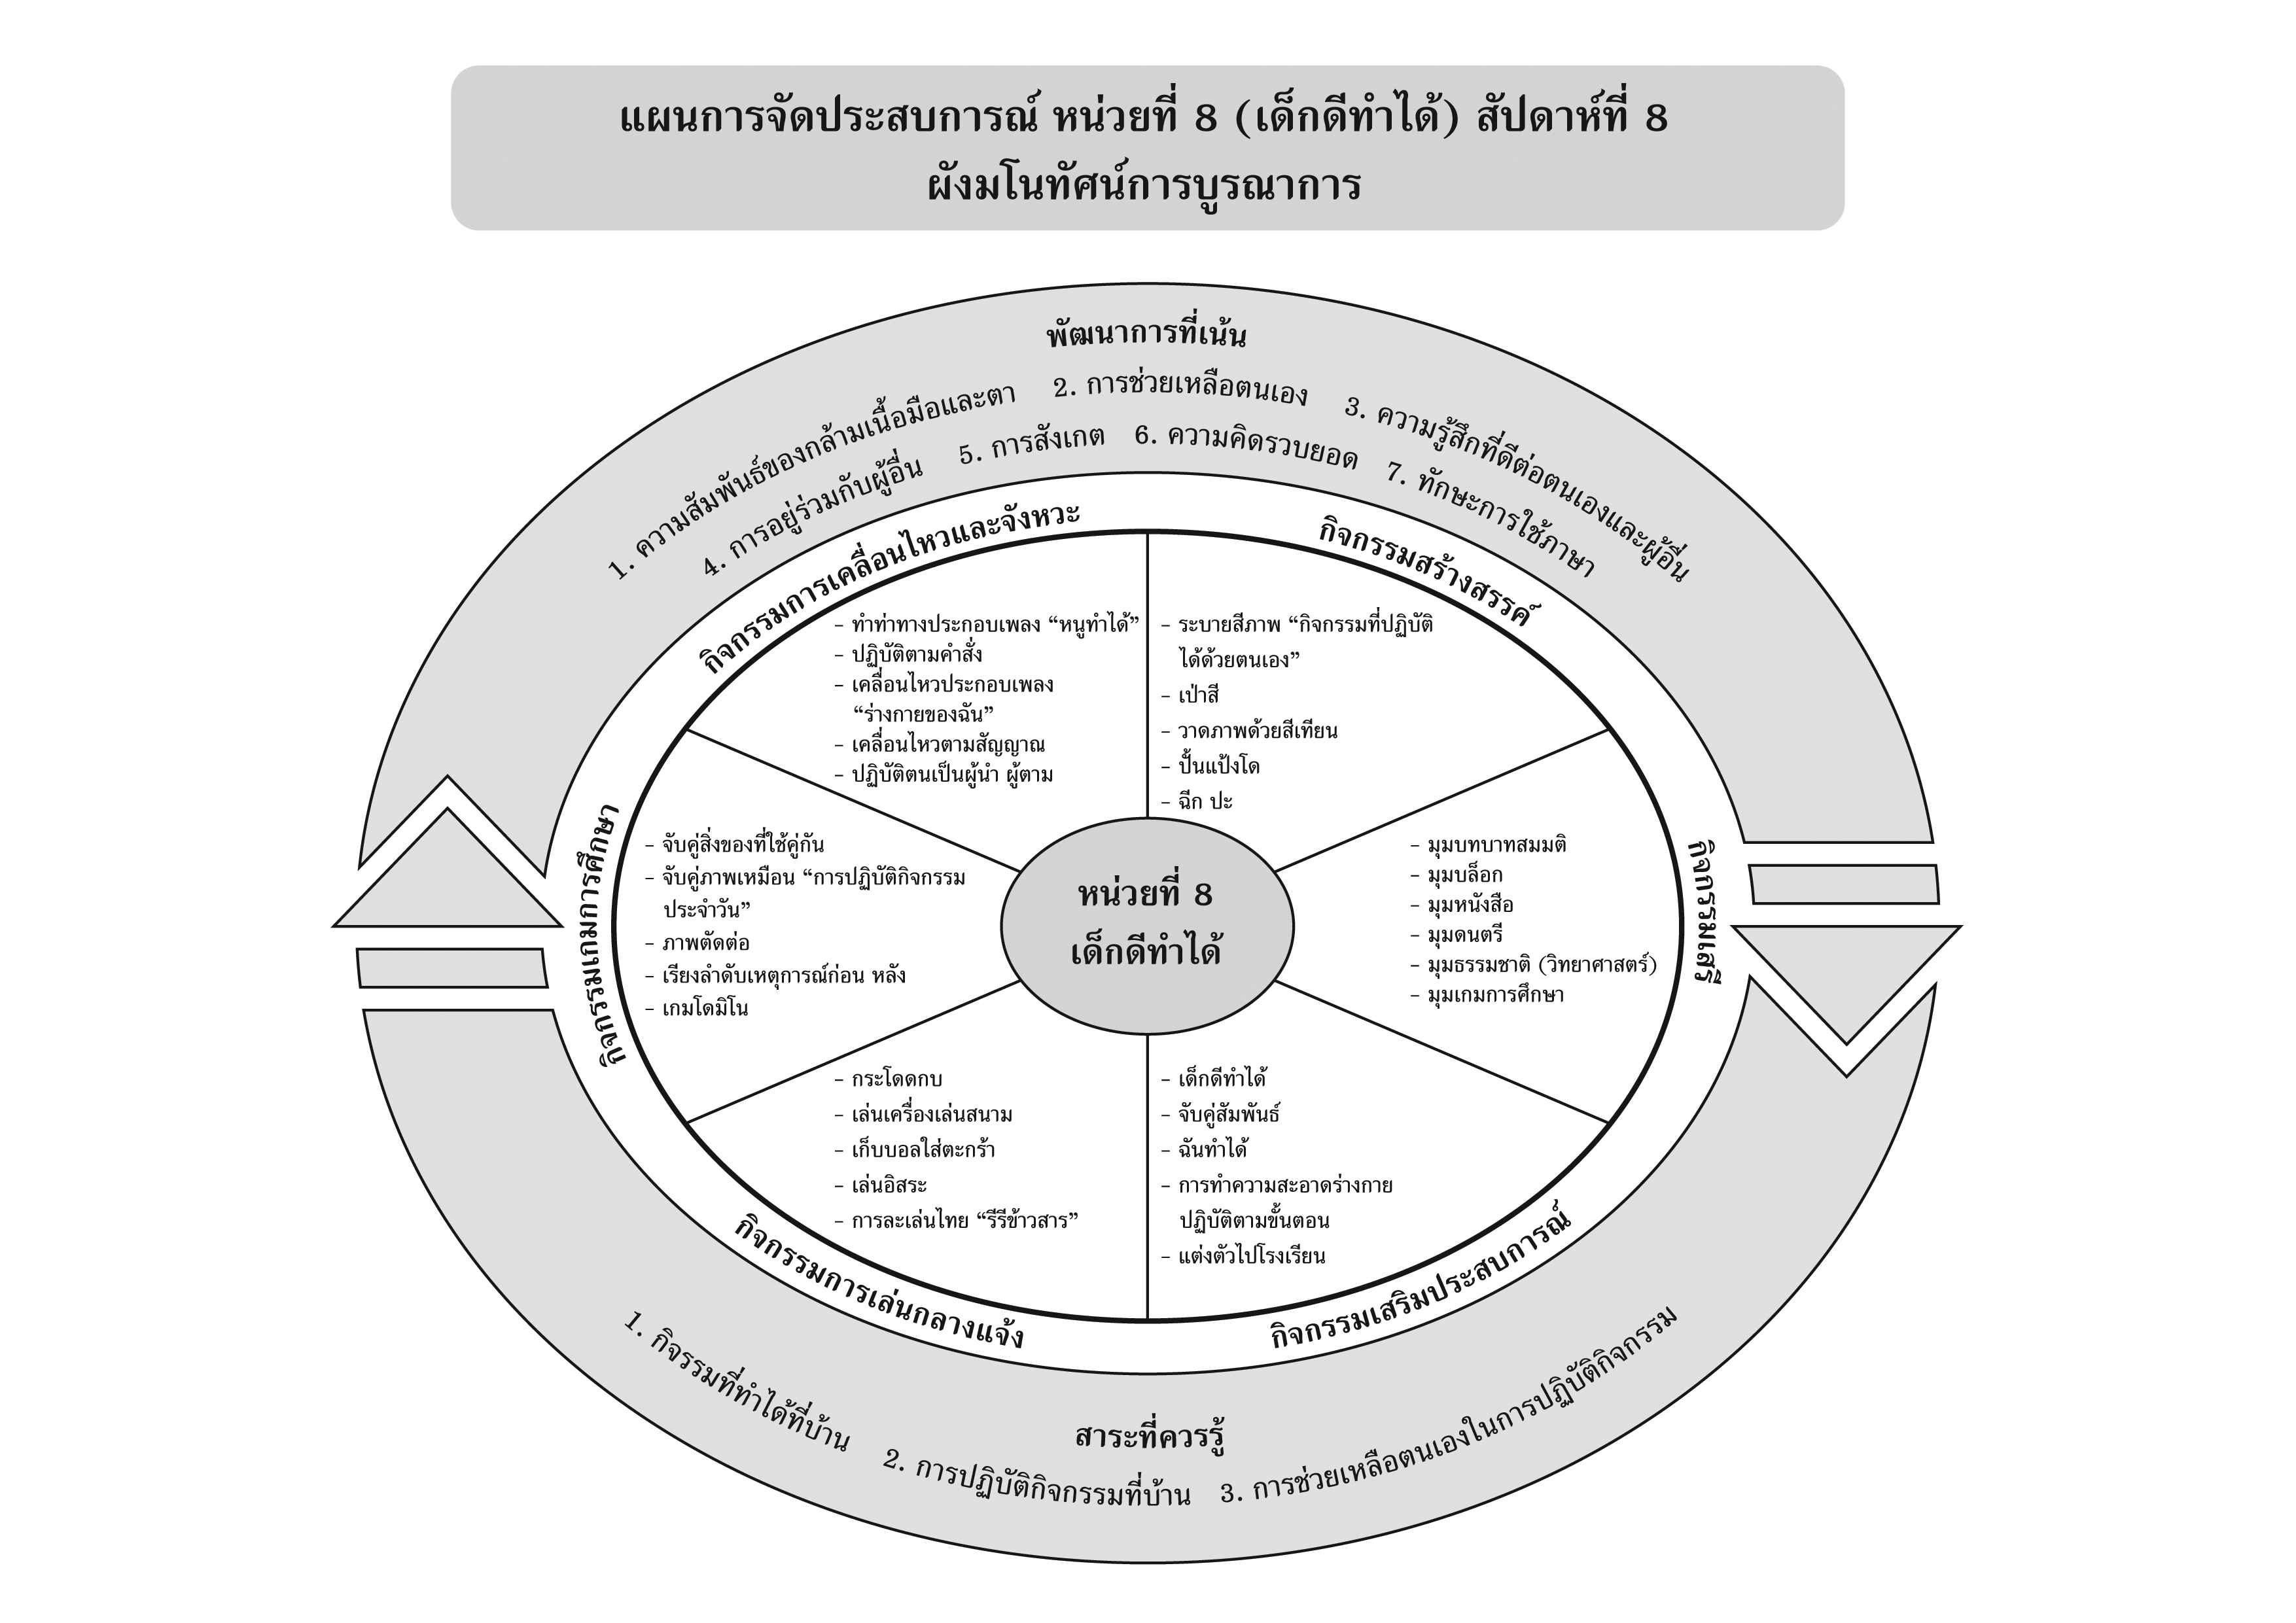 แผนการจัดประสบการณ์ หน่วยที่ 8 (เด็กดีทำได้) สัปดาห์ที่ 8
ผังมโนทัศน์การบูรณาการ
พัฒนาการที่เน้น
1. ความสัมพันธ์ของกล้ามเนื้อมือและตา 2. การช่วยเหลือตนเอง 3. ความรู้สึกที่ดีต่อตนเองและผู้อื่น
4. การอยู่ร่วมกับผู้อื่น 5. การสังเกต 6. ความคิดรวบยอด 7. ทักษะการใช้ภาษา
กิจกรรมการเคลื่อนไหวและจังหวะ
– ทำท่าทางประกอบเพลง “หนูทำได้”
– ปฏิบัติตามคำสั่ง
– เคลื่อนไหวประกอบเพลง
“ร่างกายของฉัน”
– เคลื่อนไหวตามสัญญาณ
– ปฏิบัติตนเป็นผู้นำ ผู้ตาม
กิจกรรมสร้างสรรค์
– ระบายสีภาพ “กิจกรรมที่ปฏิบัติ
ได้ด้วยตนเอง”
– เป่าสี
– วาดภาพด้วยสีเทียน
– ปั้นแป้งโด
– ฉีก ปะ
กิจกรรมเกมการศึกษา
– จับคู่สิ่งของที่ใช้คู่กัน
– จับคู่ภาพเหมือน “การปฏิบัติกิจกรรม
ประจำวัน”
– ภาพตัดต่อ
– เรียงลำดับเหตุการณ์ก่อน หลัง
– เกมโดมิโน
หน่วยที่ 8
เด็กดีทำได้
กิจกรรมเสรี
– มุมบทบาทสมมติ
– มุมบล็อก
– มุมหนังสือ
– มุมดนตรี
– มุมธรรมชาติ (วิทยาศาสตร์)
– มุมเกมการศึกษา
– กระโดดกบ
– เล่นเครื่องเล่นสนาม
– เก็บบอลใส่ตะกร้า
– เล่นอิสระ
– การละเล่นไทย “รีรีข้าวสาร”
กิจกรรมการเล่นกลางแจ้ง
– เด็กดีทำได้
– จับคู่สัมพันธ์
– ฉันทำได้
– การทำความสะอาดร่างกาย
ปฏิบัติตามขั้นตอน
– แต่งตัวไปโรงเรียน
กิจกรรมเสริมประสบการณ์
สาระที่ควรรู้
1. กิจรรมที่ทำได้ที่บ้าน 2. การปฏิบัติกิจกรรมที่บ้าน 3. การช่วยเหลือตนเองในการปฏิบัติกิจกรรม